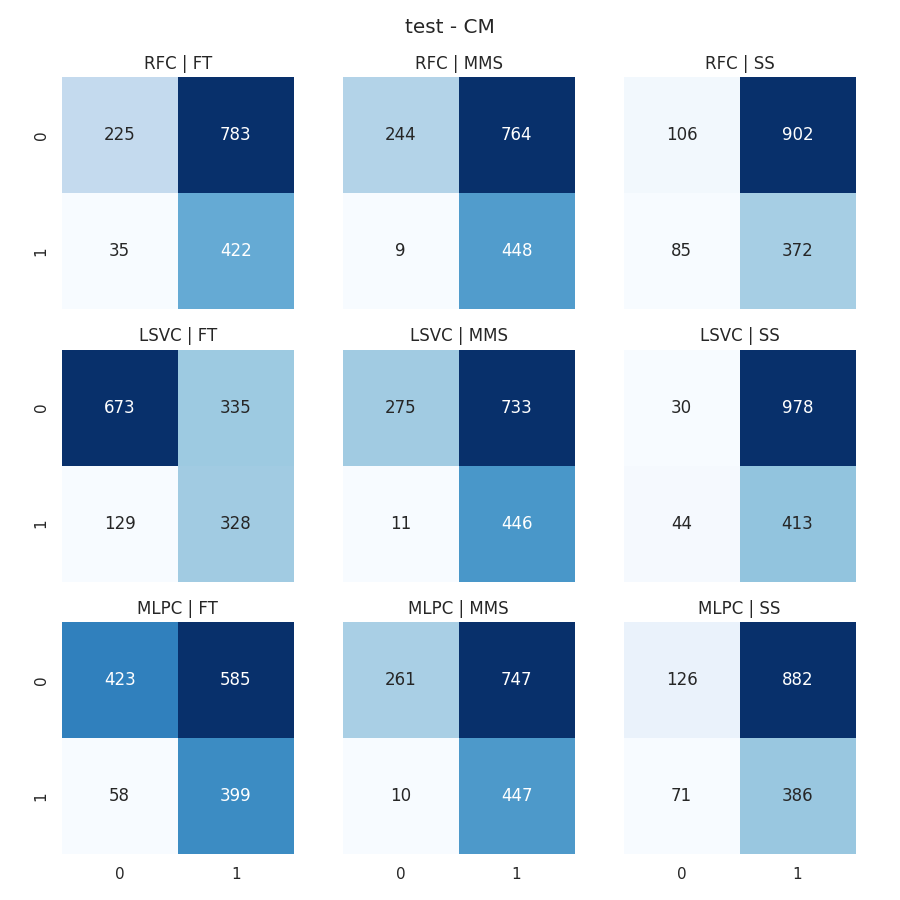 test - CM
RFC | FT
RFC | MMS
RFC | SS
0
225 783
244 764
106 902
1
35 422
9 448
85 372
LSVC | FT
LSVC | MMS
LSVC | SS
0
673 335
275 733
30 978
1
129 328
11 446
44 413
MLPC | FT
MLPC | MMS
MLPC | SS
0
423 585
261 747
126 882
1
58 399
10 447
71 386
0 1
0 1
0 1